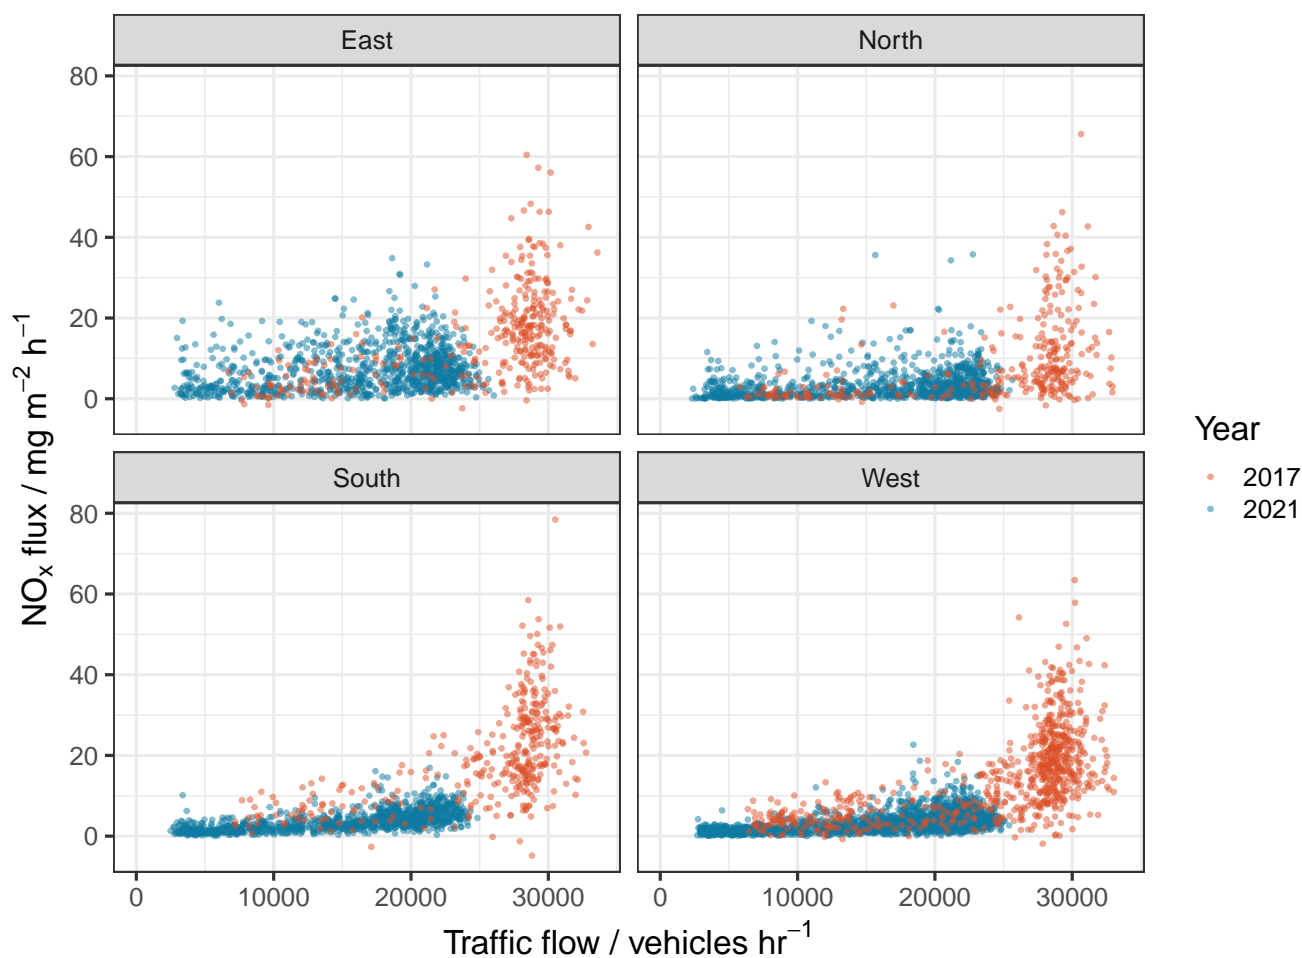 East
North
80
60
40
20
0
South
West
80
60
40
20
0
0 10000 20000 30000
0 10000 20000 30000
Traffic flow / vehicles hr⁻¹
NOₓ flux / mg m⁻² h⁻¹
Year
2017
2021